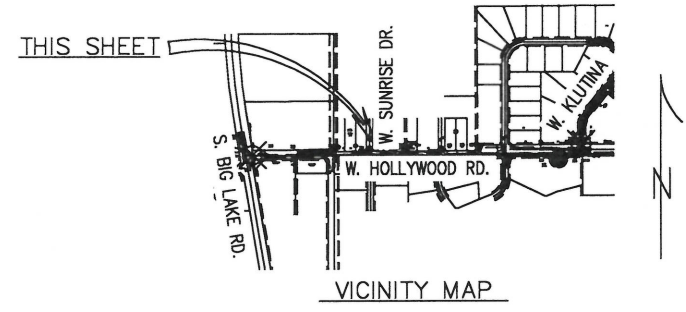 THIS SHEET
W. SUNRISE DR.
W. KLUTINA
S. BIG LAKE RD.
W. HOLLYWOOD RD.
N
VICINITY MAP